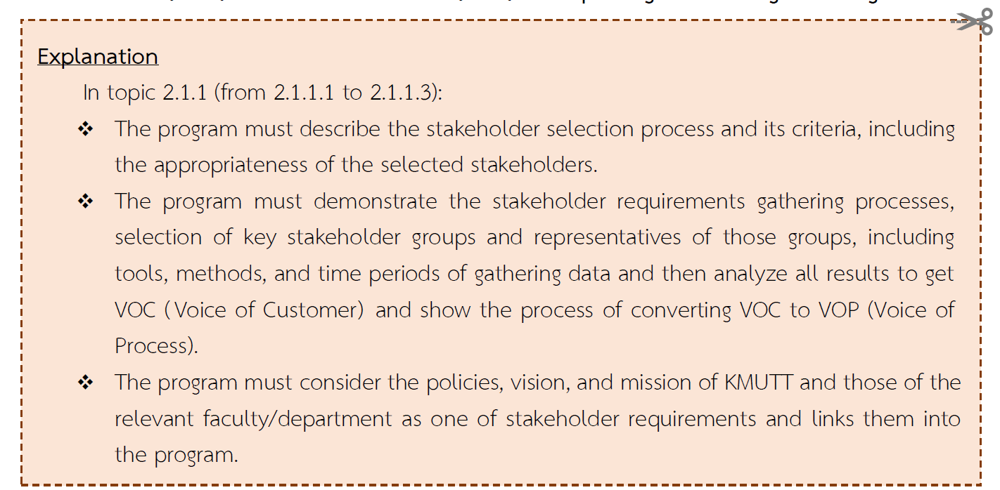 Explanation
In topic 2.1.1 (from 2.1.1.1 to 2.1.1.3):
❖ The program must describe the stakeholder selection process and its criteria, including
the appropriateness of the selected stakeholders.
❖ The program must demonstrate the stakeholder requirements gathering processes,
selection of key stakeholder groups and representatives of those groups, including
tools, methods, and time periods of gathering data and then analyze all results to get
VOC (Voice of Customer) and show the process of converting VOC to VOP (Voice of
Process).
❖ The program must consider the policies, vision, and mission of KMUTT and those of the
relevant faculty/department as one of stakeholder requirements and links them into
the program.